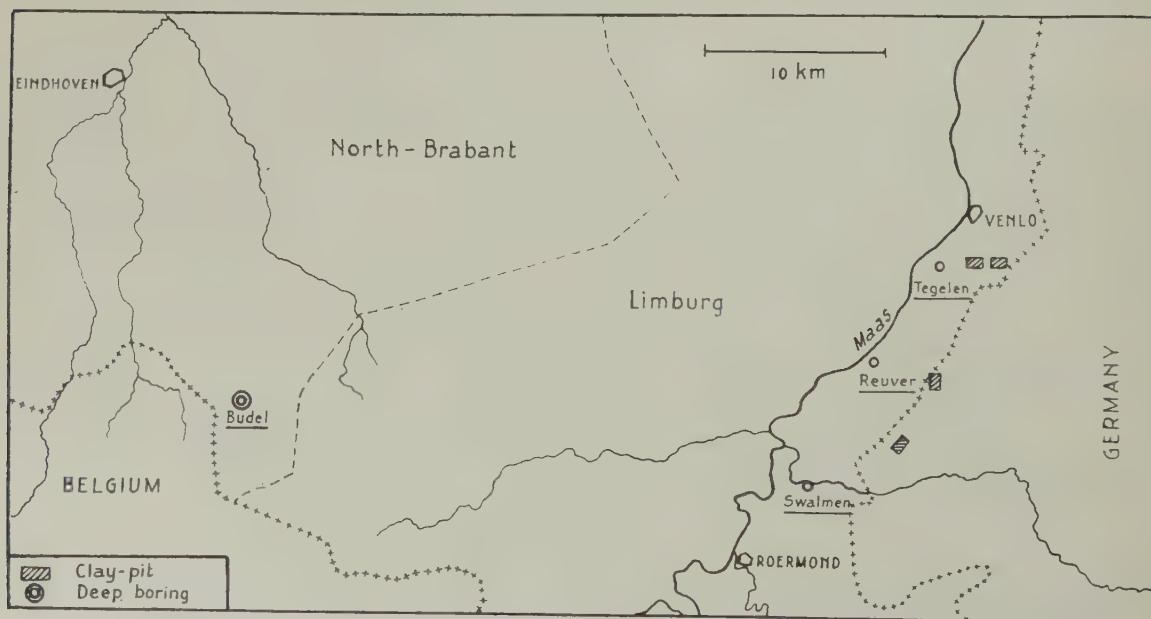 EINDHOVEN
10 km
North-Brabant
VENLO
Tegelen
Limburg
Maas
Reuver
GERMANY
Budel
BELGIUM
Swalmen
ROERMOND
Clay-pit
Deep boring